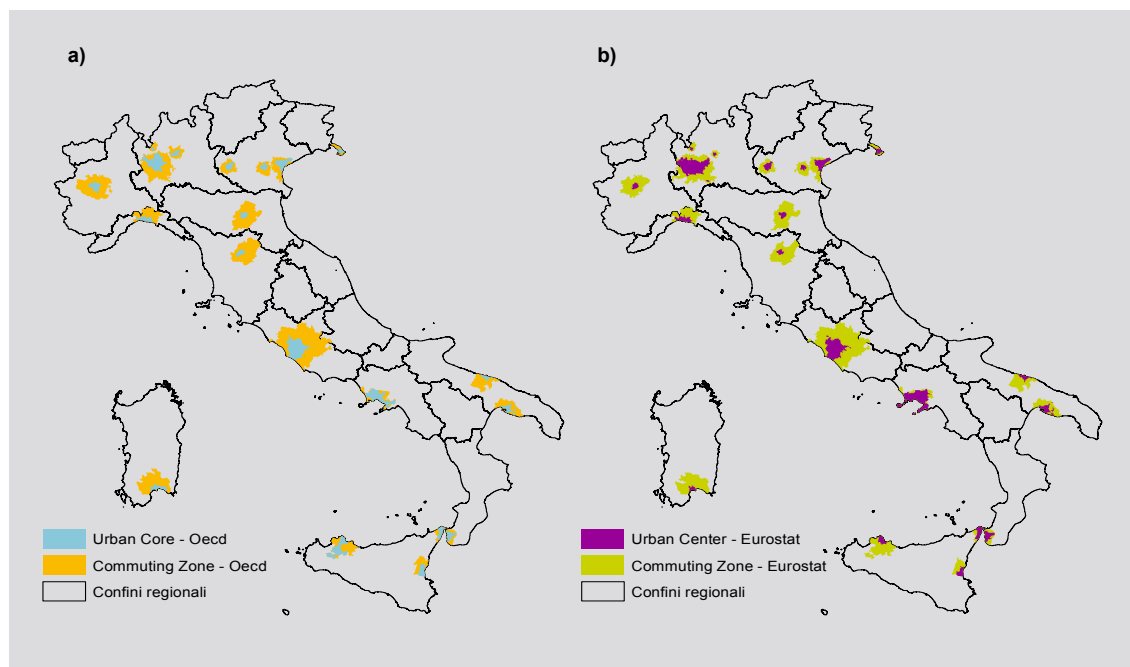 a)
Urban Core - Oecd
Commuting Zone - Oecd
Confini regionali
b)
Urban Center - Eurostat
Commuting Zone - Eurostat
Confini regionali